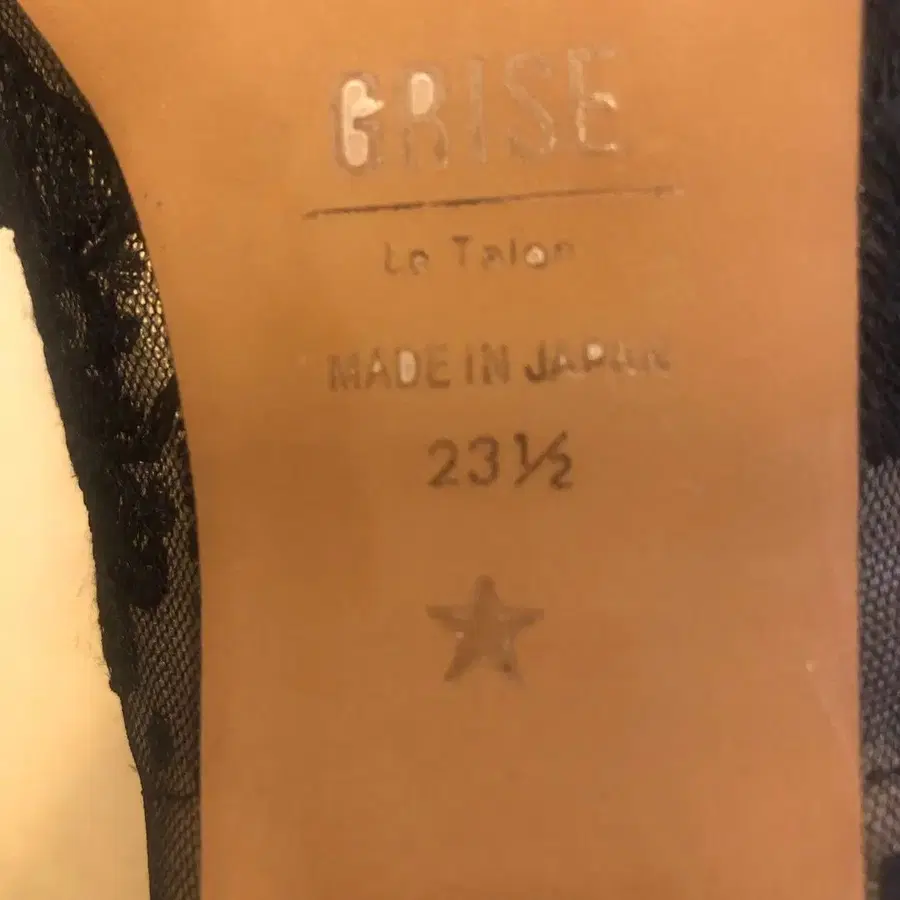 GRISE
Le Talon
MADE IN JAPAN
23½